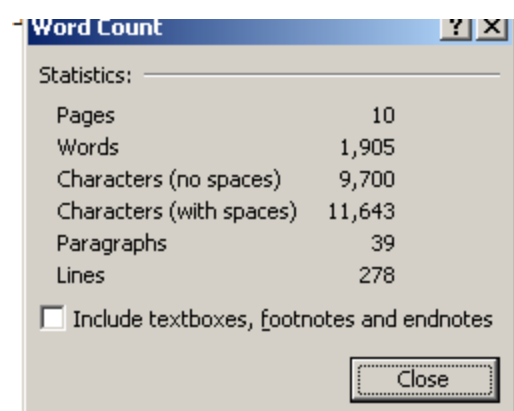 Word Count ? X
Statistics:
Pages 10
Words 1,905
Characters (no spaces) 9,700
Characters (with spaces) 11,643
Paragraphs 39
Lines 278
Include textboxes, footnotes and endnotes
Close